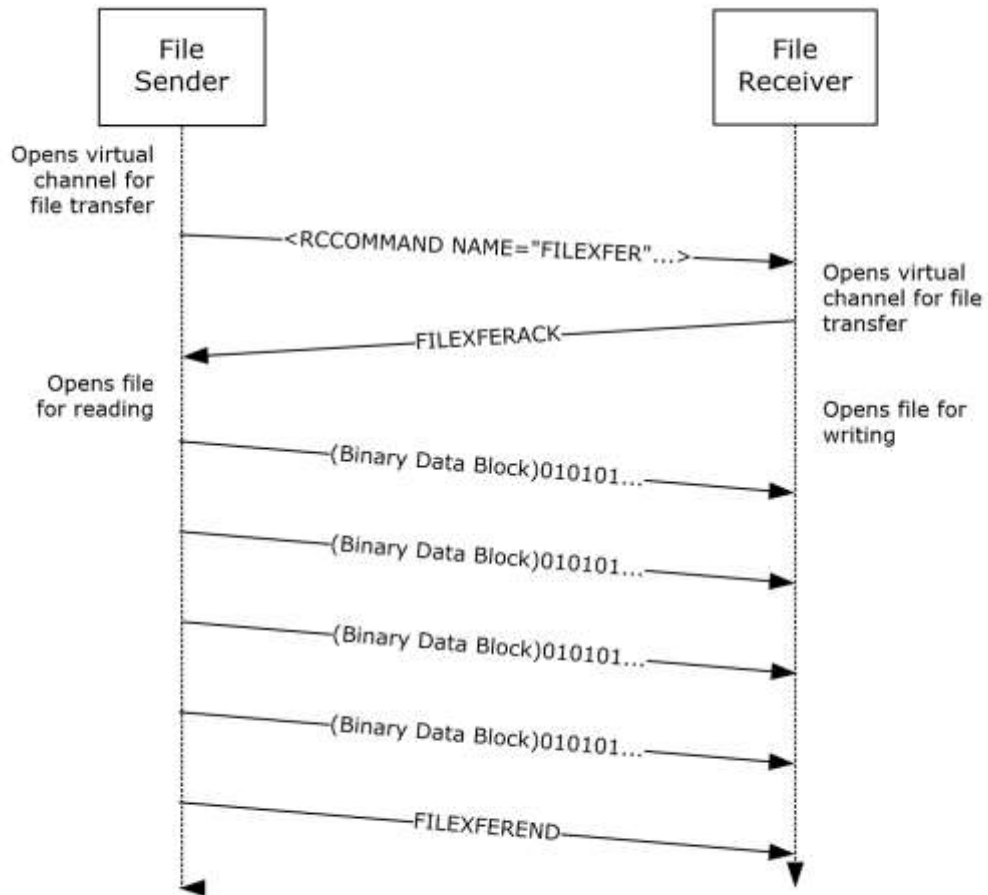 File
Sender
File
Receiver
Opens virtual
channel for
file transfer
<RCCOMMAND NAME="FILEXFER"...>
Opens virtual
channel for file
transfer
FILEXFERACK
Opens file
for reading
Opens file for
writing
(Binary Data Block)010101...
(Binary Data Block)010101...
(Binary Data Block)010101...
(Binary Data Block)010101...
FILEXFEREND